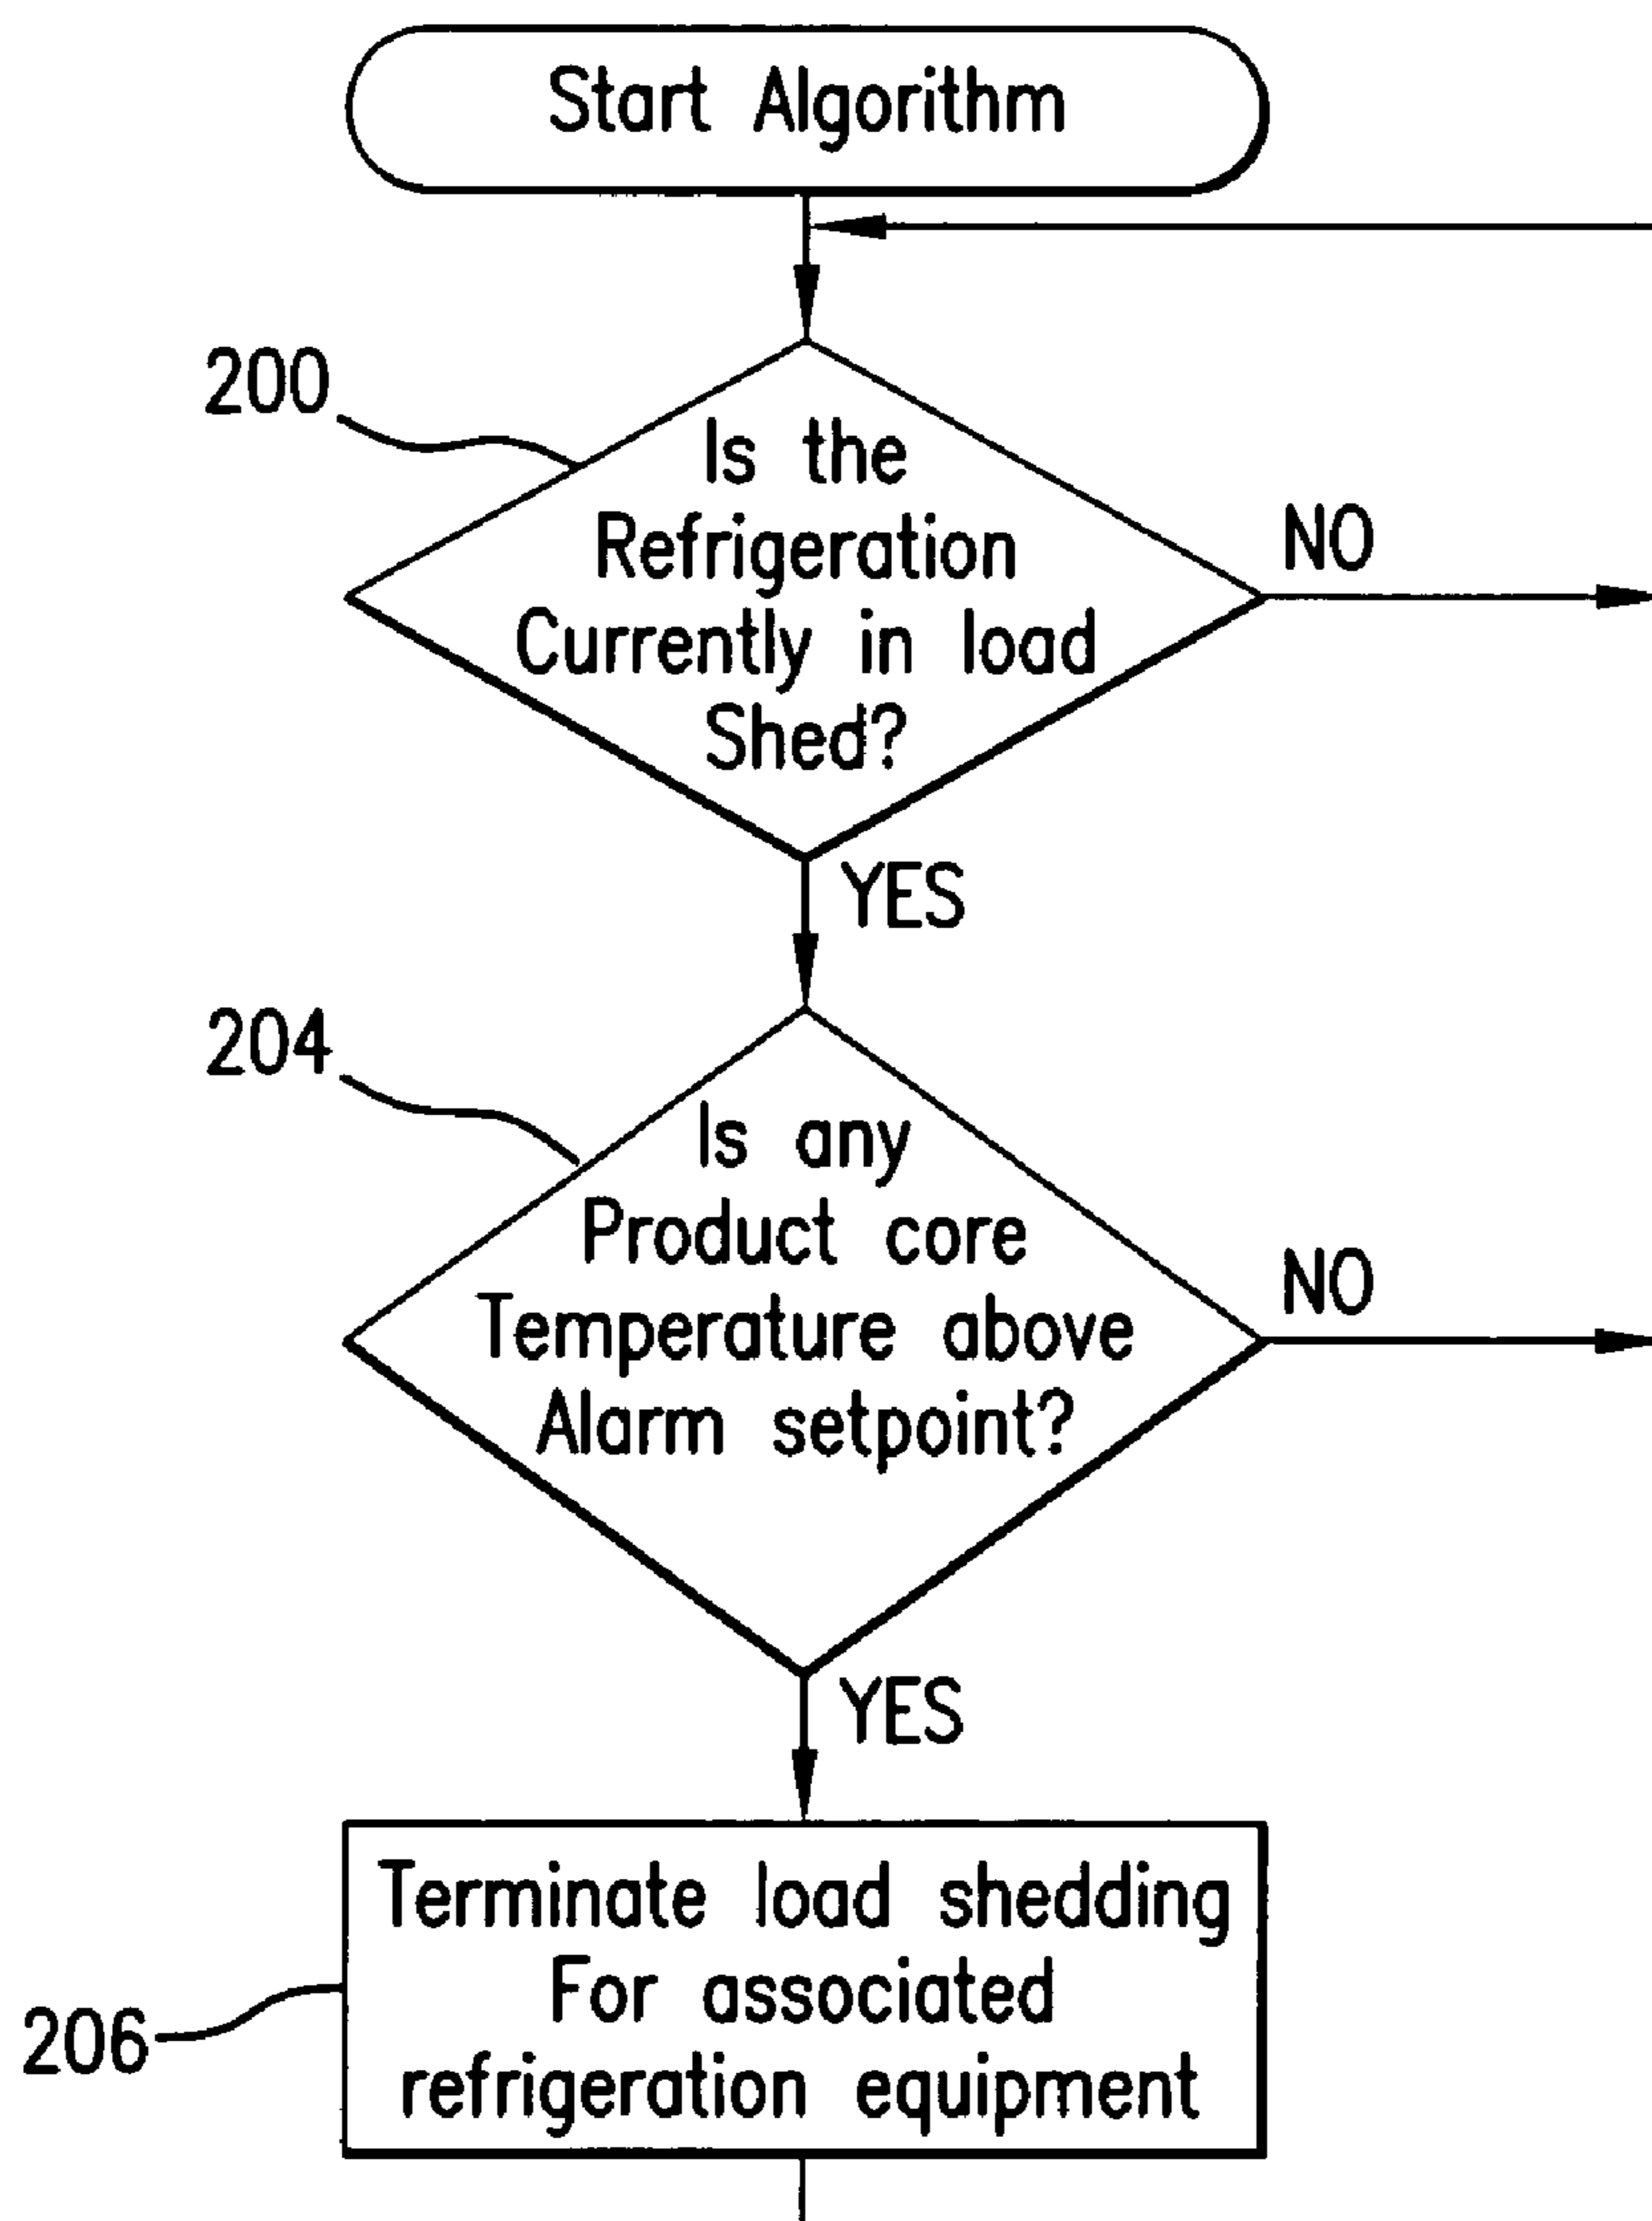 Start Algorithm
200
Is the
Refrigeration
Currently in load
Shed?
NO
YES
204
Is any
Product core
Temperature above
Alarm setpoint?
NO
YES
206
Terminate load shedding
For associated
refrigeration equipment